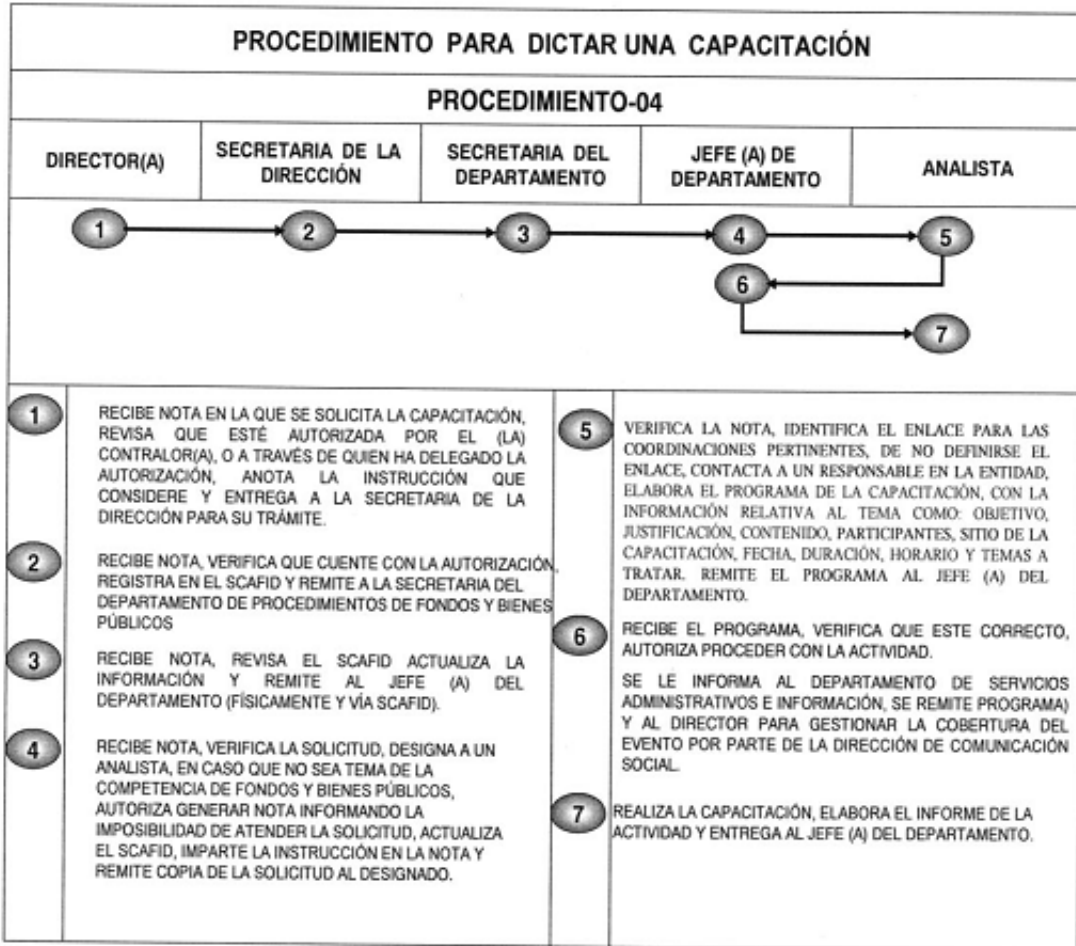 PROCEDIMIENTO PARA DICTAR UNA CAPACITACIÓN
PROCEDIMIENTO-04
DIRECTOR(A)
SECRETARIA DE LA
DIRECCIÓN
SECRETARIA DEL
DEPARTAMENTO
JEFE (A) DE
DEPARTAMENTO
ANALISTA
1
2
3
4
5
6
7
1
RECIBE NOTA EN LA QUE SE SOLICITA LA CAPACITACIÓN,
REVISA QUE ESTÉ AUTORIZADA POR EL (LA)
CONTRALOR(A), O A TRAVÉS DE QUIEN HA DELEGADO LA
AUTORIZACIÓN, ANOTA LA INSTRUCCIÓN QUE
CONSIDERE Y ENTREGA A LA SECRETARIA DE LA
DIRECCIÓN PARA SU TRÁMITE.
2
RECIBE NOTA, VERIFICA QUE CUENTE CON LA AUTORIZACIÓN,
REGISTRA EN EL SCAFID Y REMITE A LA SECRETARIA DEL
DEPARTAMENTO DE PROCEDIMIENTOS DE FONDOS Y BIENES
PÚBLICOS
3
RECIBE NOTA, REVISA EL SCAFID ACTUALIZA LA
INFORMACIÓN Y REMITE AL JEFE (A) DEL
DEPARTAMENTO (FÍSICAMENTE Y VÍA SCAFID).
4
RECIBE NOTA, VERIFICA LA SOLICITUD, DESIGNA A UN
ANALISTA, EN CASO QUE NO SEA TEMA DE LA
COMPETENCIA DE FONDOS Y BIENES PÚBLICOS,
AUTORIZA GENERAR NOTA INFORMANDO LA
IMPOSIBILIDAD DE ATENDER LA SOLICITUD, ACTUALIZA
EL SCAFID, IMPARTE LA INSTRUCCIÓN EN LA NOTA Y
REMITE COPIA DE LA SOLICITUD AL DESIGNADO.
5
VERIFICA LA NOTA, IDENTIFICA EL ENLACE PARA LAS
COORDINACIONES PERTINENTES, DE NO DEFINIRSE EL
ENLACE, CONTACTA A UN RESPONSABLE EN LA ENTIDAD,
ELABORA EL PROGRAMA DE LA CAPACITACIÓN, CON LA
INFORMACIÓN RELATIVA AL TEMA COMO: OBJETIVO,
JUSTIFICACIÓN, CONTENIDO, PARTICIPANTES, SITIO DE LA
CAPACITACIÓN, FECHA, DURACIÓN, HORARIO Y TEMAS A
TRATAR. REMITE EL PROGRAMA AL JEFE (A) DEL
DEPARTAMENTO.
6
RECIBE EL PROGRAMA, VERIFICA QUE ESTE CORRECTO,
AUTORIZA PROCEDER CON LA ACTIVIDAD.
SE LE INFORMA AL DEPARTAMENTO DE SERVICIOS
ADMINISTRATIVOS E INFORMACIÓN, SE REMITE PROGRAMA)
Y AL DIRECTOR PARA GESTIONAR LA COBERTURA DEL
EVENTO POR PARTE DE LA DIRECCIÓN DE COMUNICACIÓN
SOCIAL.
7
REALIZA LA CAPACITACIÓN, ELABORA EL INFORME DE LA
ACTIVIDAD Y ENTREGA AL JEFE (A) DEL DEPARTAMENTO.